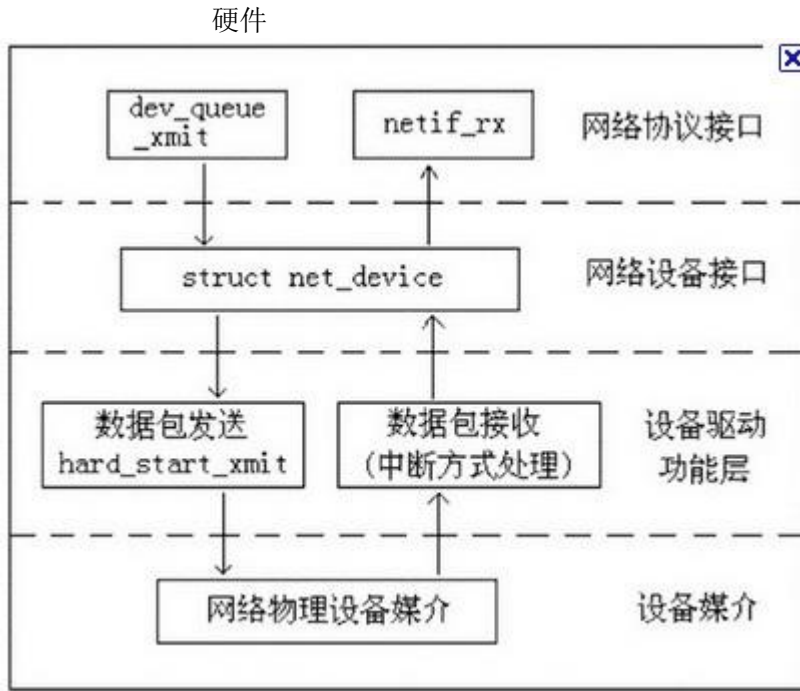 硬件
dev_queue
_xmit
netif_rx
网络协议接口
struct net_device
网络设备接口
数据包发送
hard_start_xmit
数据包接收
(中断方式处理)
设备驱动
功能层
网络物理设备媒介
设备媒介